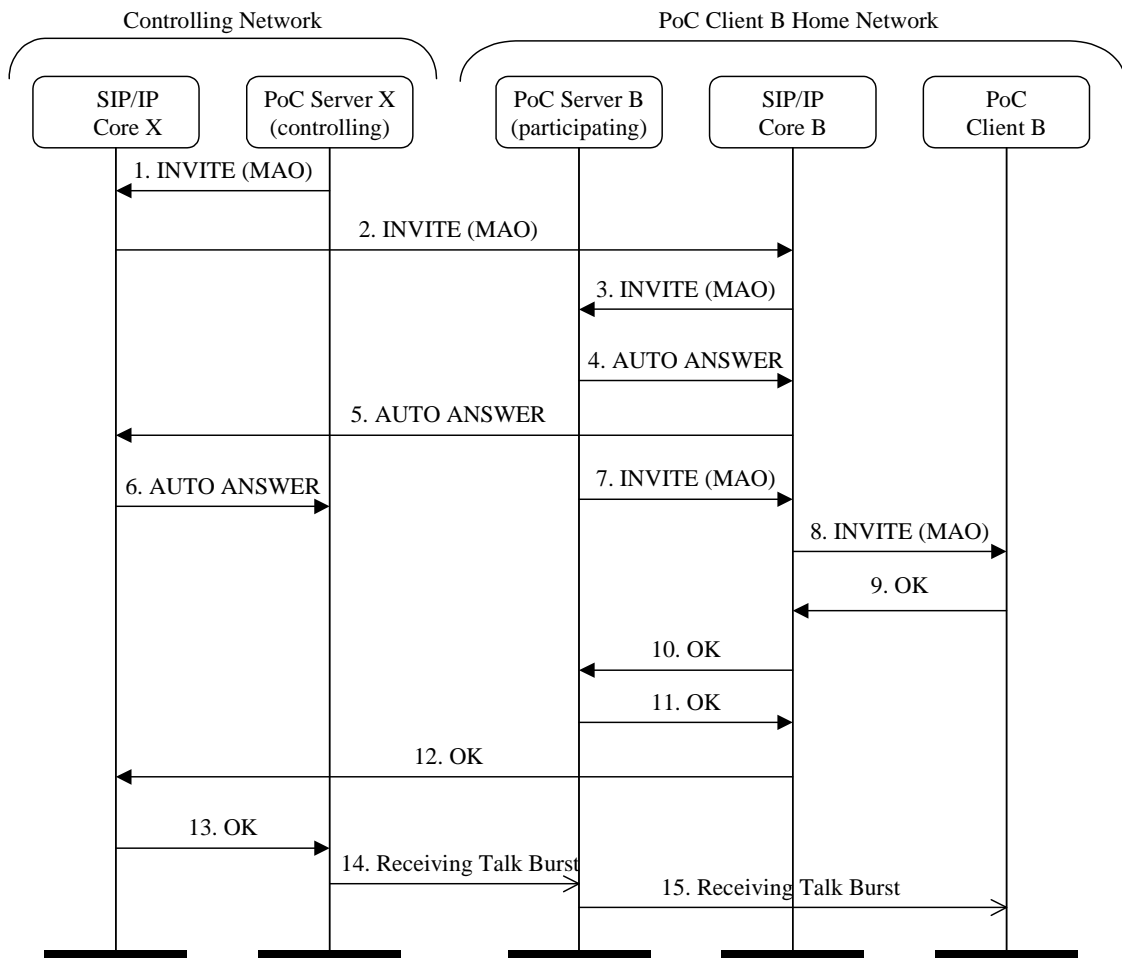 Controlling Network
PoC Client B Home Network
SIP/IP
Core X
PoC Server X
(controlling)
PoC Server B
(participating)
SIP/IP
Core B
PoC
Client B
1. INVITE (MAO)
2. INVITE (MAO)
3. INVITE (MAO)
4. AUTO ANSWER
5. AUTO ANSWER
6. AUTO ANSWER
7. INVITE (MAO)
8. INVITE (MAO)
9. OK
10. OK
11. OK
12. OK
13. OK
14. Receiving Talk Burst
15. Receiving Talk Burst